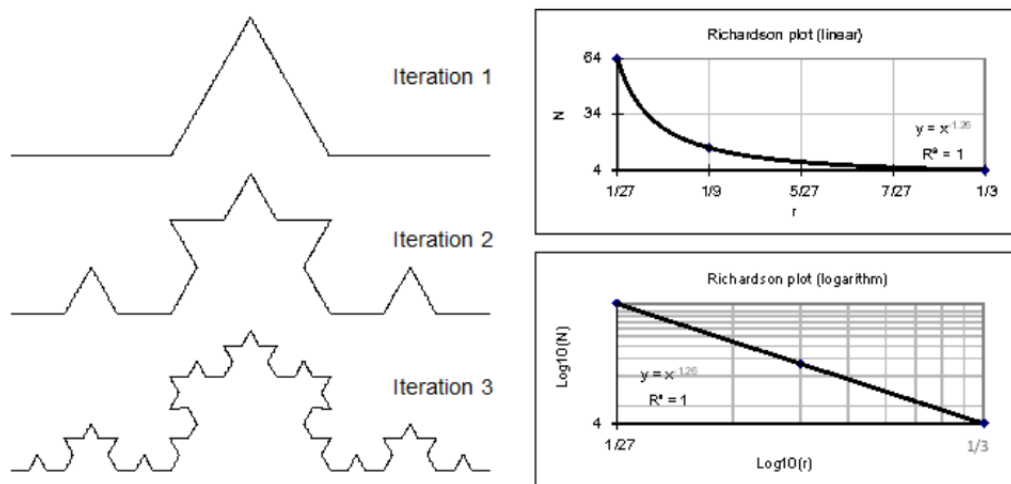 Iteration 1
Iteration 2
Iteration 3
Richardson plot (linear)
64
34
4
N
y = x^-1.26
R² = 1
1/27
1/9
5/27
7/27
1/3
r
Richardson plot (logarithm)
Log10(N)
y = x^-1.26
R² = 1
4
1/27
1/3
Log10(r)